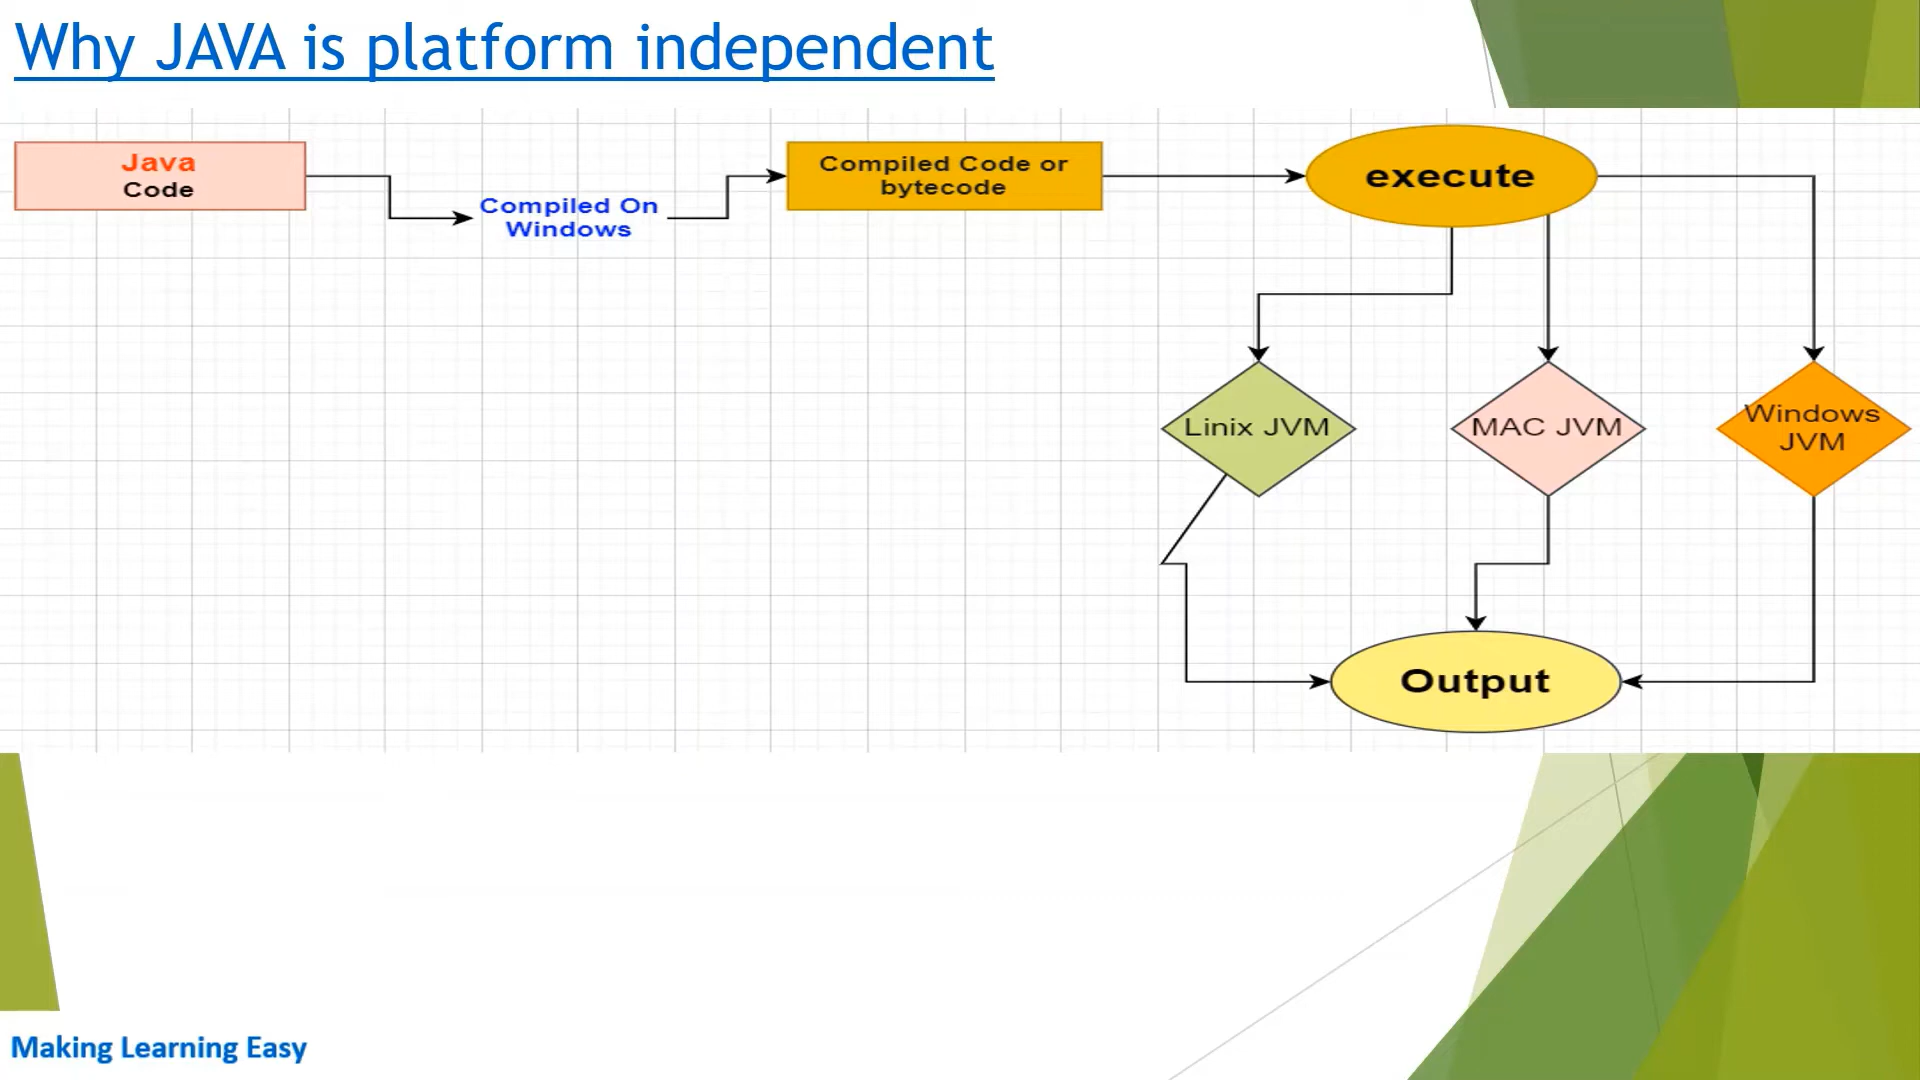 Why JAVA is platform independent
Java
Code
Compiled On
Windows
Compiled Code or
bytecode
execute
Linix JVM
MAC JVM
Windows
JVM
Output
Making Learning Easy